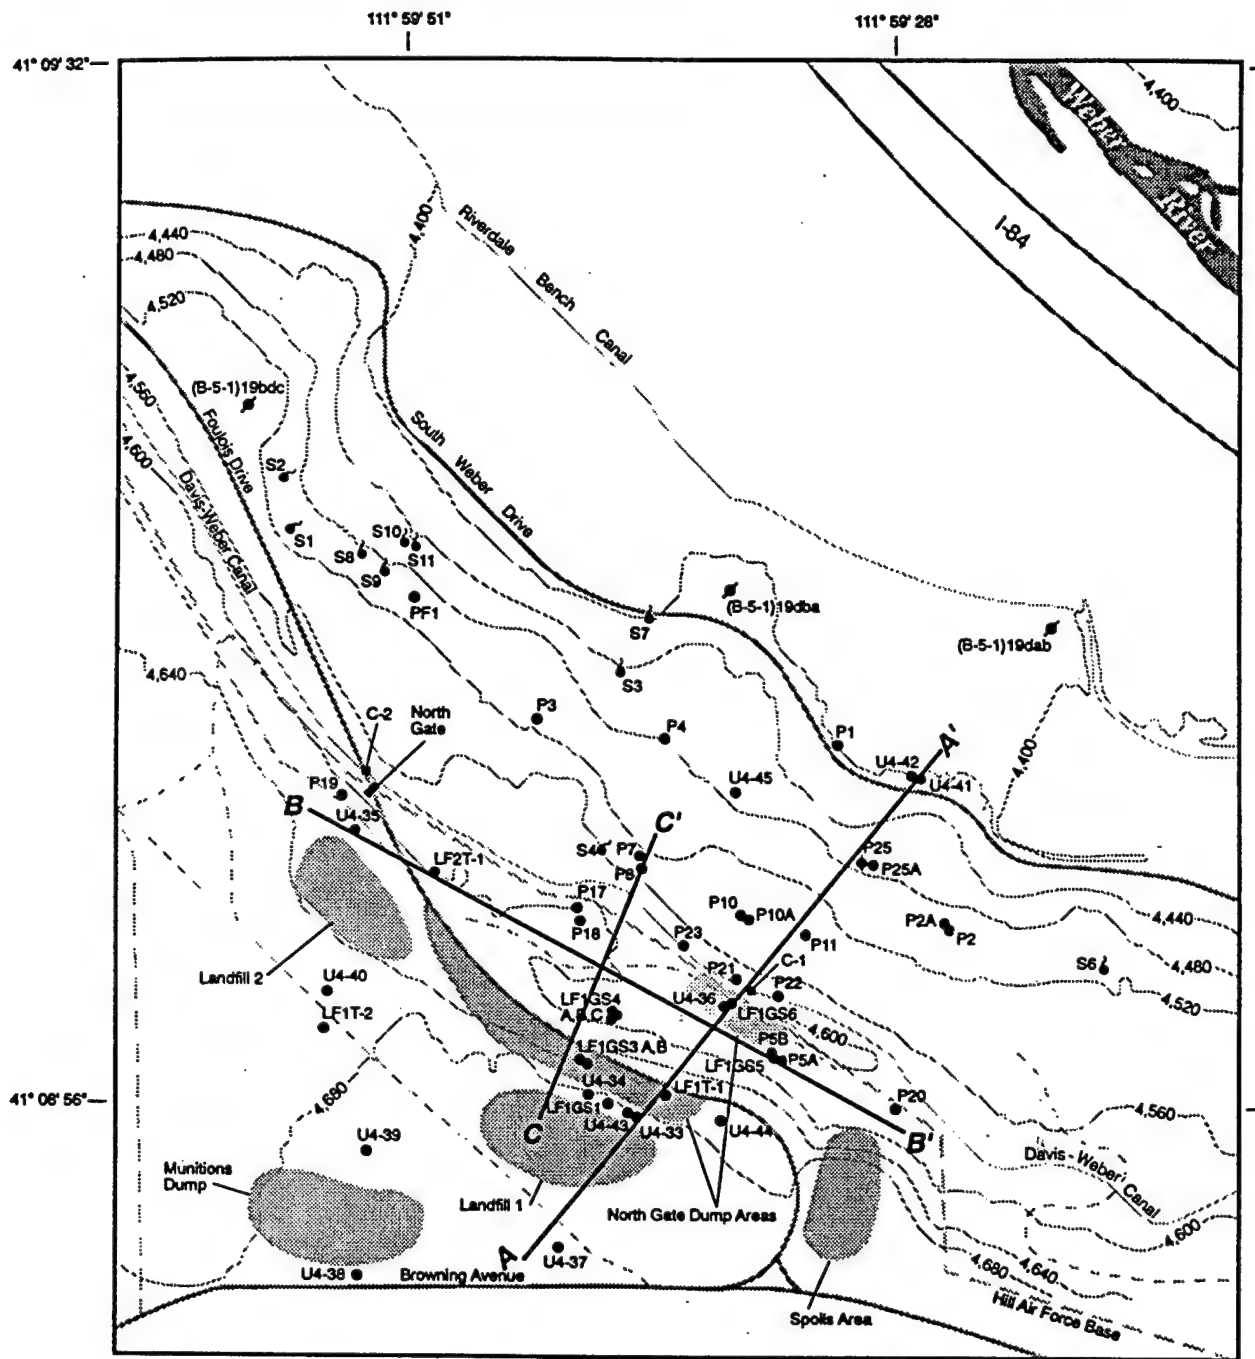 111° 59' 51"
111° 59' 28"
41° 09' 32"
4,400
Weber
River
I-84
4,400
Riverdale
Bench
Canal
4,440
4,480
4,520
(B-5-1)19bdc
4,560
4,600
Foulois Drive
Davis-Weber Canal
South
Weber
Drive
S2
S1
S10
S11
S8
S9
PF1
(B-5-1)19dba
S7
(B-5-1)19dab
S3
4,640
C-2
North
Gate
P3
P4
P1
A'
U4-42
U4-41
4,400
P19
B
U4-35
U4-45
C'
S4
P7
P8
P25
P25A
LF2T-1
P17
P18
P10
P10A
P2A
P2
4,440
P23
P11
4,480
S6
Landfill 2
U4-40
P21
C-1
P22
4,520
LF1T-2
LF1GS4
A,B,C
U4-36
LF1GS6
4,600
LF1GS3 A,B
LF1GS5
P5B
P5A
U4-34
LF1T-1
41° 08' 56"
4,680
LF1GS1
P20
4,560
C
U4-43
U4-33
U4-44
B'
U4-39
Davis - Weber Canal
Munitions
Dump
Landfill 1
North Gate Dump Areas
4,600
A
U4-37
U4-38
Browning Avenue
4,680
4,640
Spoils Area
Hill Air Force Base